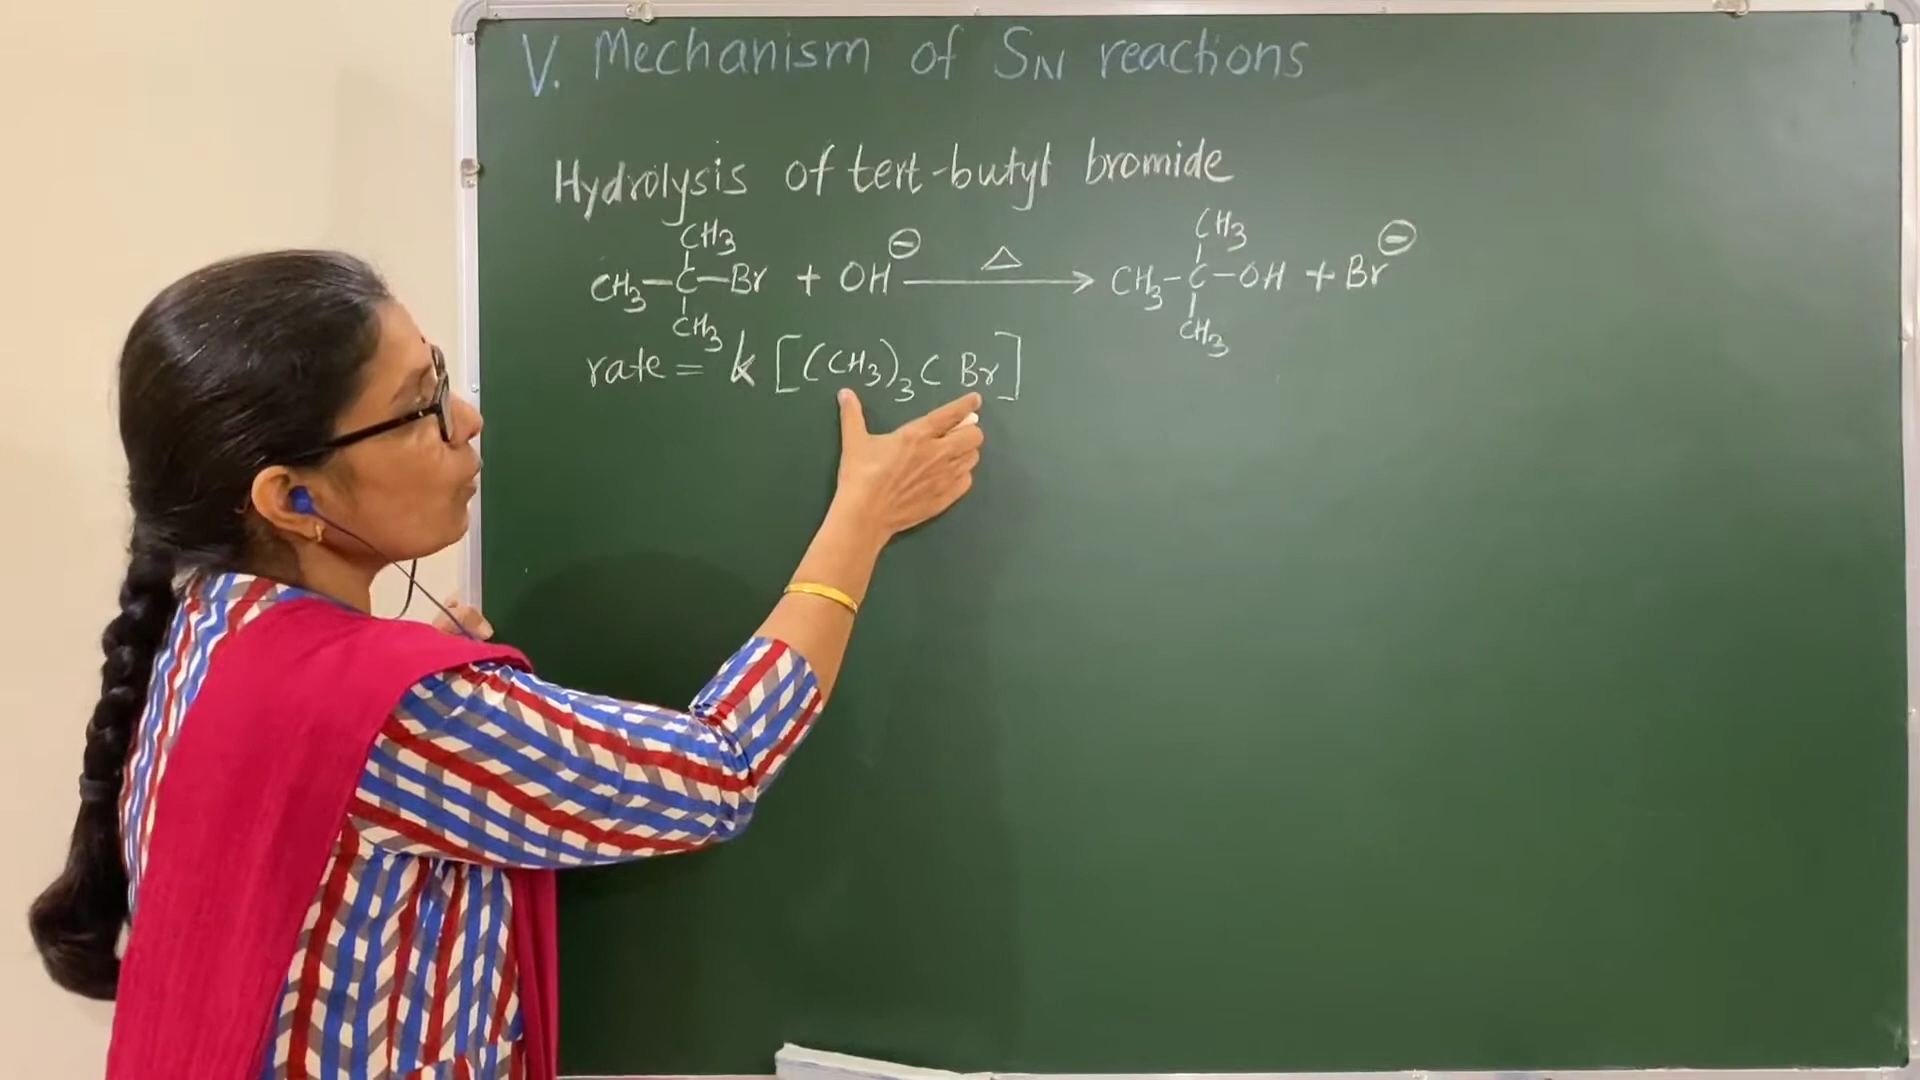 V. Mechanism of SN reactions
Hydrolysis of tert-butyl bromide
CH3 CH3
CH3-C-Br + OH⊖ △→ CH3-C-OH + Br⊖
CH3 CH3
rate = k [(CH3)3C Br]